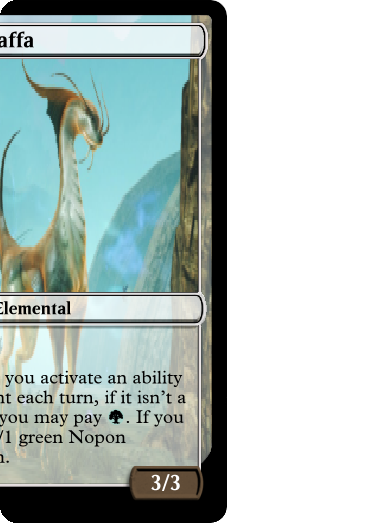 affa
Elemental
you activate an ability
nt each turn, if it isn't a
you may pay . If you
/1 green Nopon
n.
3/3